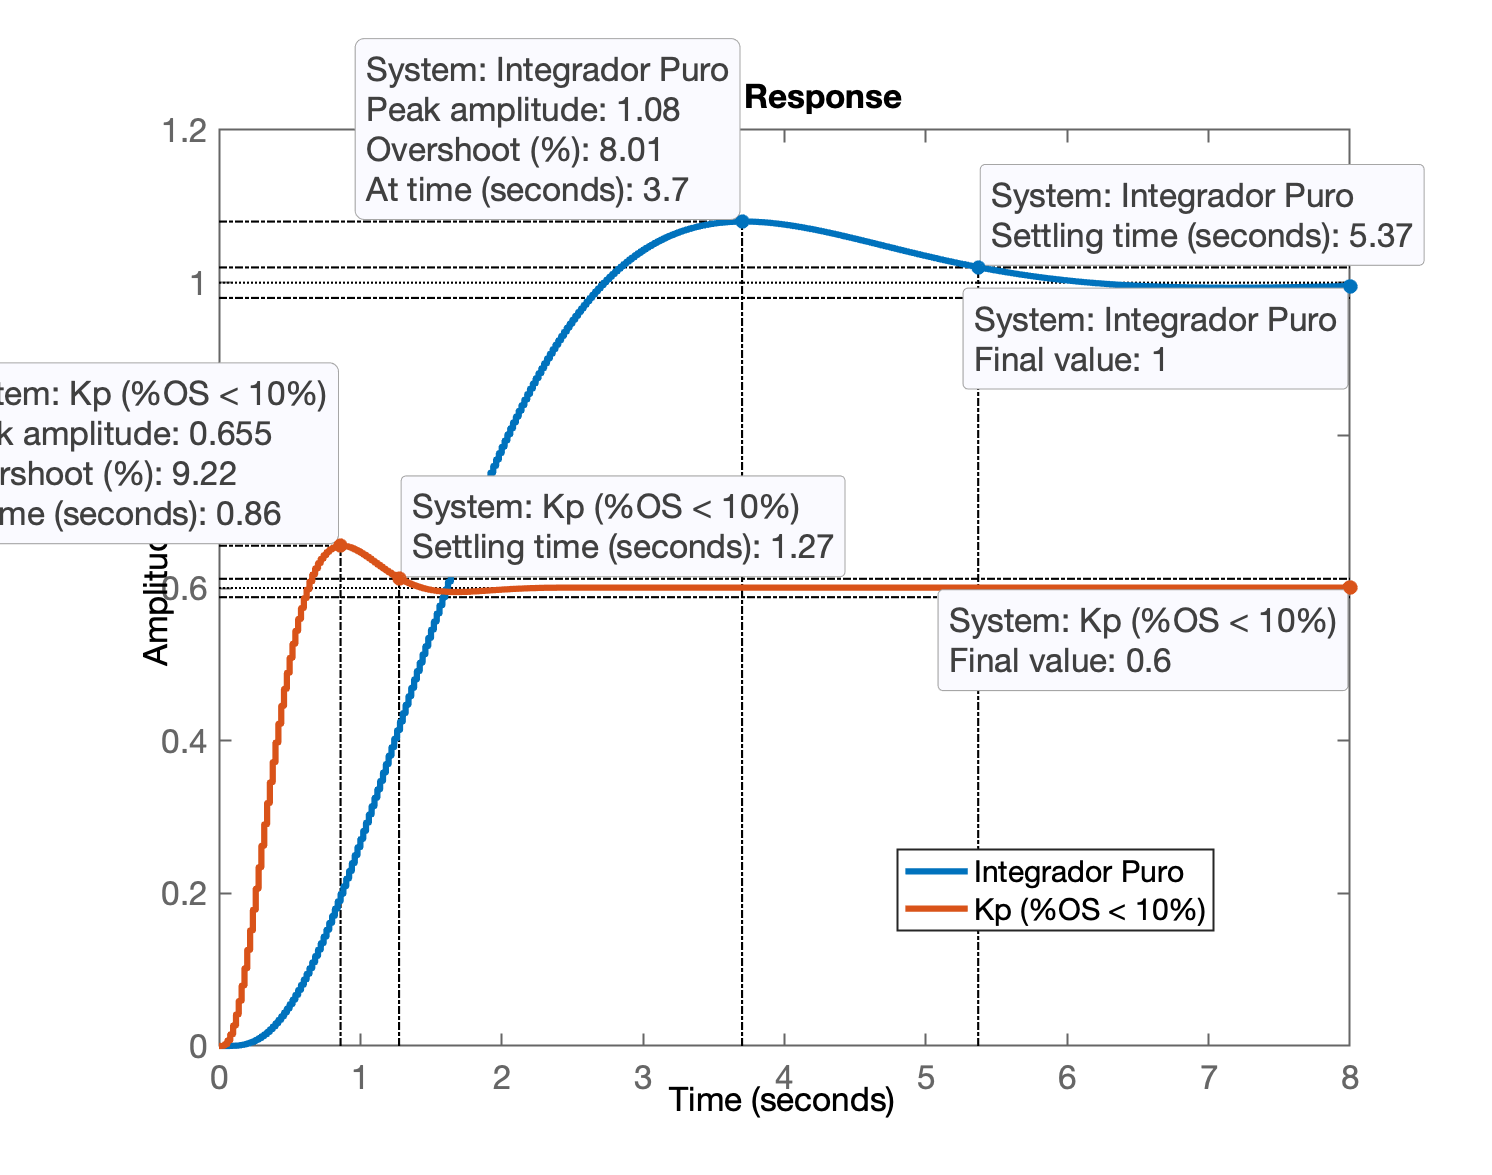 System: Integrador Puro
Peak amplitude: 1.08
Overshoot (%): 8.01
At time (seconds): 3.7
Response
System: Integrador Puro
Settling time (seconds): 5.37
System: Integrador Puro
Final value: 1
tem: Kp (%OS < 10%)
k amplitude: 0.655
rshoot (%): 9.22
me (seconds): 0.86
System: Kp (%OS < 10%)
Settling time (seconds): 1.27
System: Kp (%OS < 10%)
Final value: 0.6
Integrador Puro
Kp (%OS < 10%)
1.2
1
0.6
0.4
0.2
0
Amplitud
0 1 2 3 4 5 6 7 8
Time (seconds)